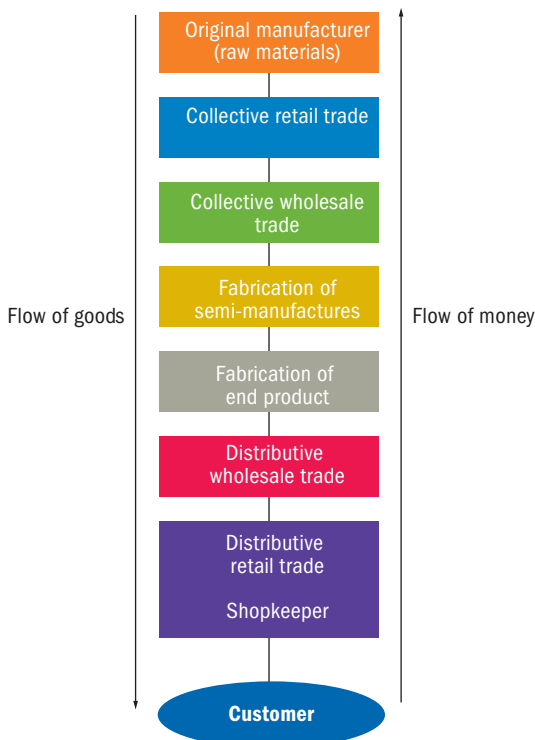 Original manufacturer
(raw materials)
Collective retail trade
Collective wholesale
trade
Fabrication of
semi-manufactures
Flow of goods
Flow of money
Fabrication of
end product
Distributive
wholesale trade
Distributive
retail trade
Shopkeeper
Customer